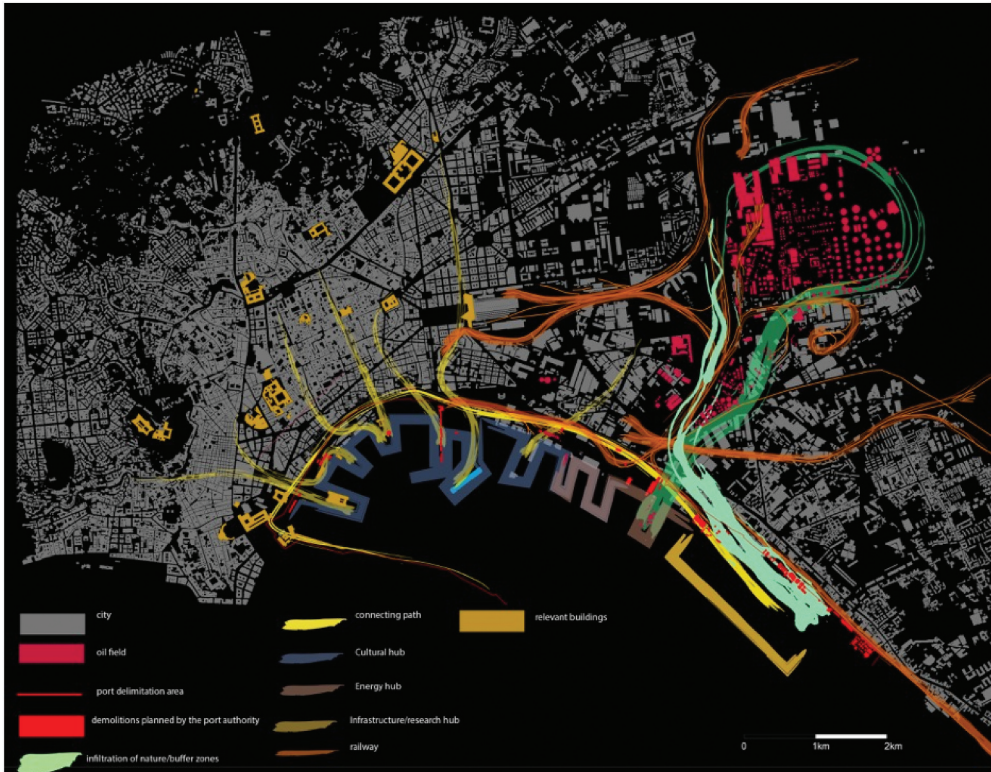 city
oil field
port delimitation area
demolitions planned by the port authority
infiltration of nature/buffer zones
connecting path
Cultural hub
Energy hub
Infrastructure/research hub
railway
relevant buildings
0 1km 2km